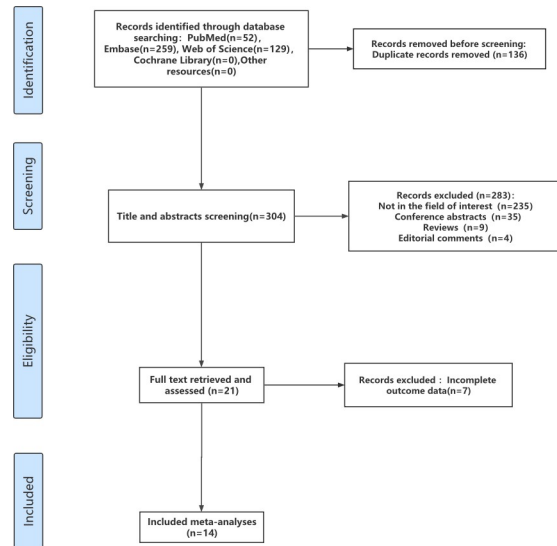 Identification
Records identified through database
searching：PubMed(n=52)，
Embase(n=259), Web of Science(n=129)，
Cochrane Library(n=0),Other
resources(n=0)
Records removed before screening:
Duplicate records removed (n=136)
Screening
Title and abstracts screening(n=304)
Records excluded (n=283)：
Not in the field of interest (n=235)
Conference abstracts (n=35)
Reviews (n=9)
Editorial comments (n=4)
Eligibility
Full text retrieved and
assessed (n=21)
Records excluded： Incomplete
outcome data(n=7)
Included
Included meta-analyses
(n=14)